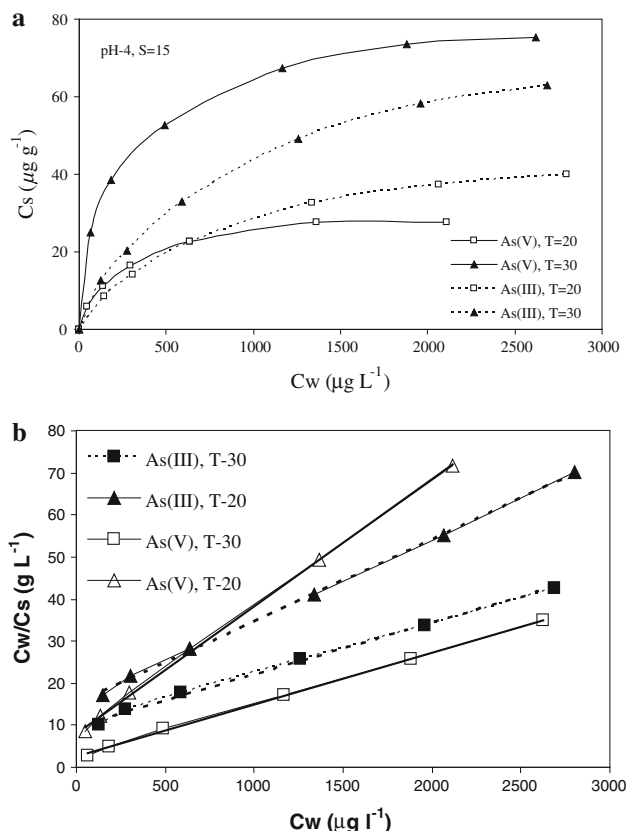 a
80
60
40
20
0
Cs (µg g⁻¹)
pH-4, S=15
As(V), T=20
As(V), T=30
As(III), T=20
As(III), T=30
0 500 1000 1500 2000 2500 3000
Cw (µg L⁻¹)
b
80
70
60
50
40
30
20
10
0
Cw/Cs (g L⁻¹)
As(III), T-30
As(III), T-20
As(V), T-30
As(V), T-20
0 500 1000 1500 2000 2500 3000
Cw (µg l⁻¹)